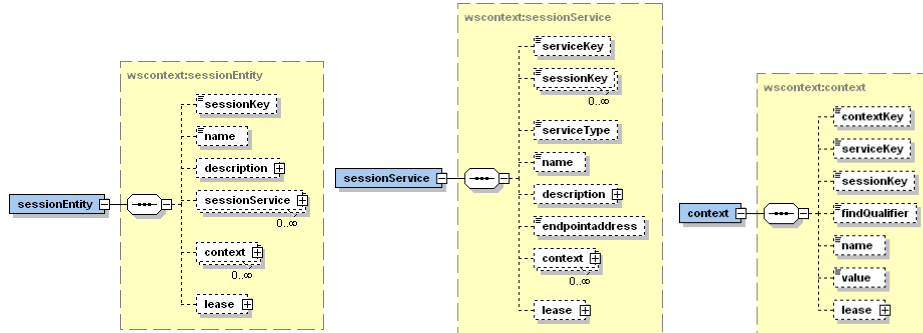 wscontext:sessionEntity
sessionEntity
sessionKey
name
description
sessionService
0..∞
context
0..∞
lease
wscontext:sessionService
sessionService
serviceKey
sessionKey
0..∞
serviceType
name
description
endpointaddress
context
0..∞
lease
wscontext:context
context
contextKey
serviceKey
sessionKey
findQualifier
name
value
lease